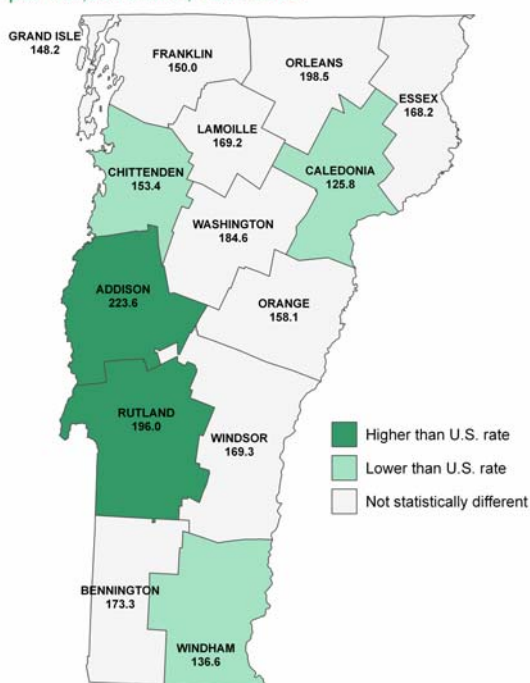 GRAND ISLE
148.2
FRANKLIN
150.0
ORLEANS
198.5
ESSEX
168.2
LAMOILLE
169.2
CHITTENDEN
153.4
CALEDONIA
125.8
WASHINGTON
184.6
ADDISON
223.6
ORANGE
158.1
RUTLAND
196.0
WINDSOR
169.3
Higher than U.S. rate
Lower than U.S. rate
Not statistically different
BENNINGTON
173.3
WINDHAM
136.6